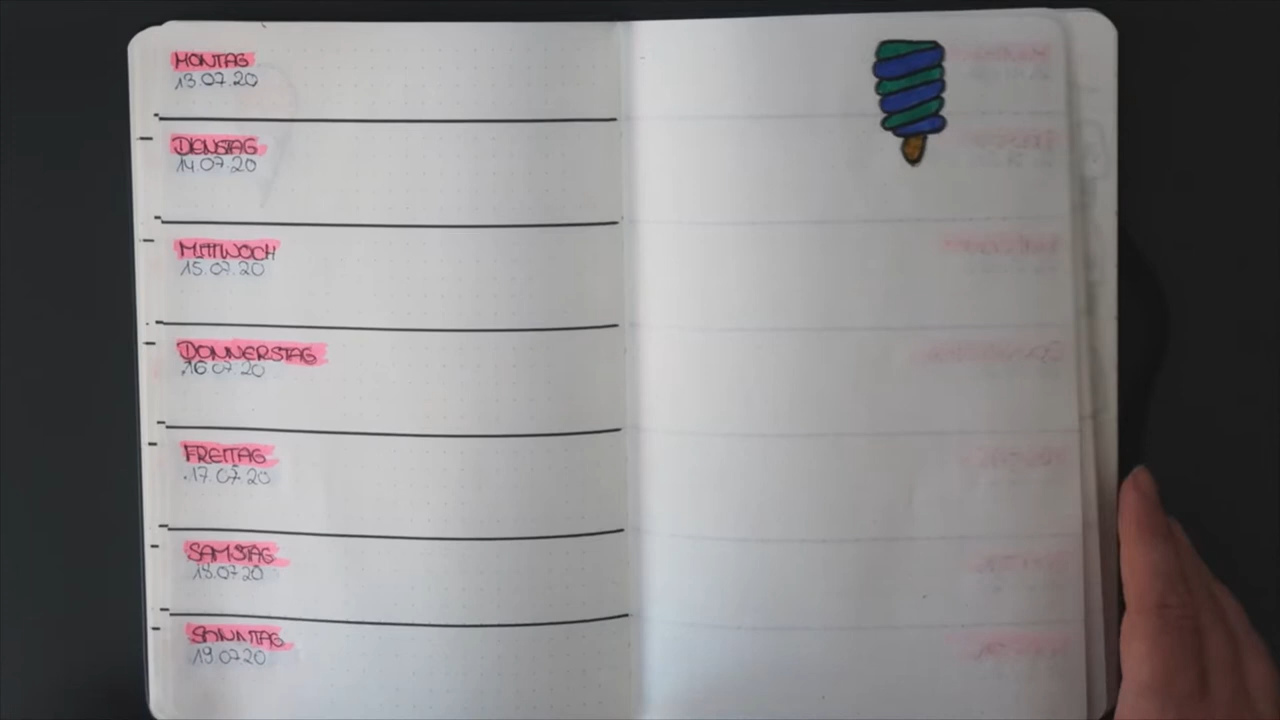 MONTAG
13.07.20
DIENSTAG
14.07.20
MITTWOCH
15.07.20
DONNERSTAG
16.07.20
FREITAG
17.07.20
SAMSTAG
18.07.20
SONNTAG
19.07.20